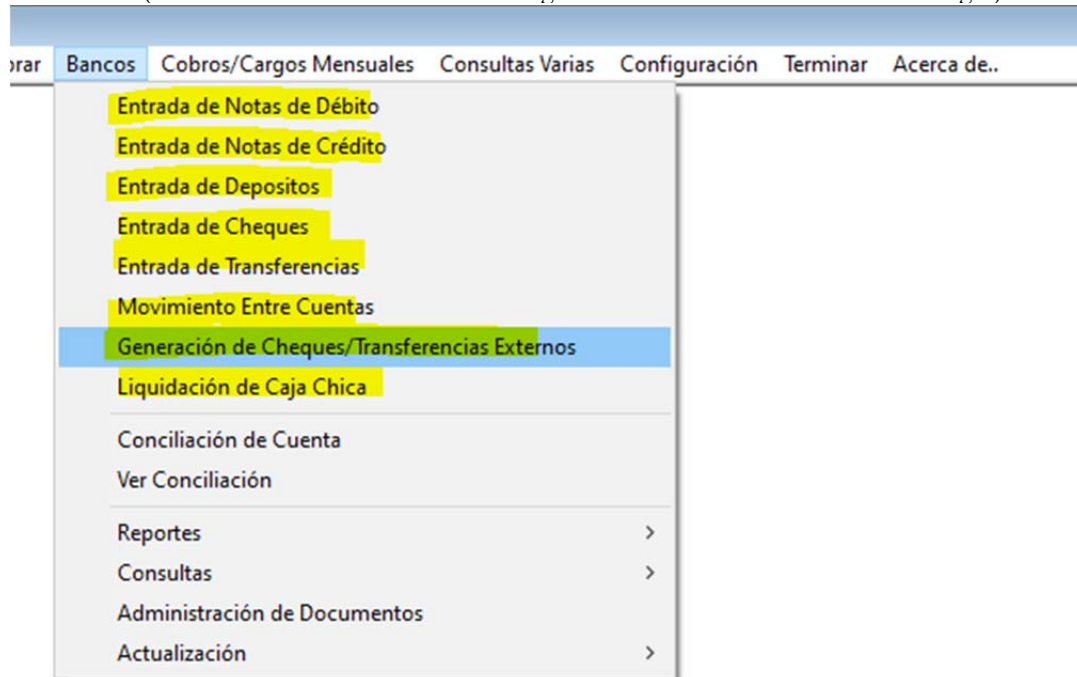 Bancos Cobros/Cargos Mensuales Consultas Varias Configuración Terminar Acerca de..
Entrada de Notas de Débito
Entrada de Notas de Crédito
Entrada de Depositos
Entrada de Cheques
Entrada de Transferencias
Movimiento Entre Cuentas
Generación de Cheques/Transferencias Externos
Liquidación de Caja Chica
Conciliación de Cuenta
Ver Conciliación
Reportes >
Consultas >
Administración de Documentos
Actualización >